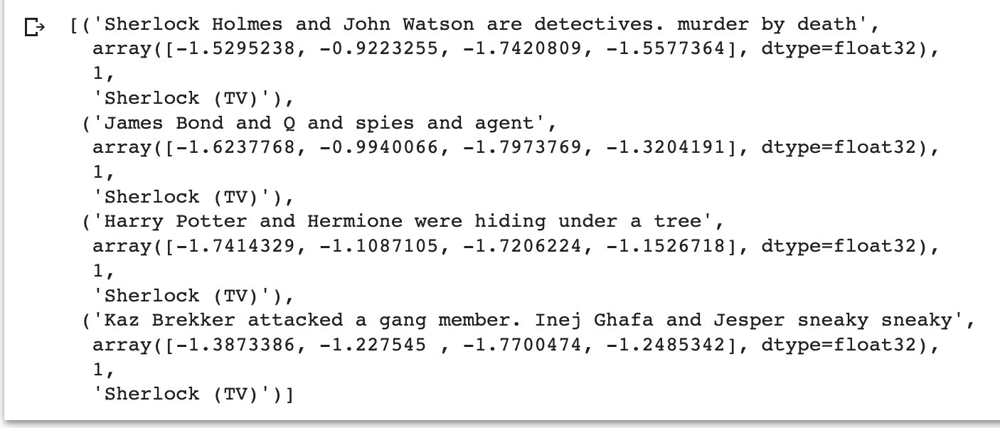 [('Sherlock Holmes and John Watson are detectives. murder by death',
array([-1.5295238, -0.9223255, -1.7420809, -1.5577364], dtype=float32),
1,
'Sherlock (TV)'),
('James Bond and Q and spies and agent',
array([-1.6237768, -0.9940066, -1.7973769, -1.3204191], dtype=float32),
1,
'Sherlock (TV)'),
('Harry Potter and Hermione were hiding under a tree',
array([-1.7414329, -1.1087105, -1.7206224, -1.1526718], dtype=float32),
1,
'Sherlock (TV)'),
('Kaz Brekker attacked a gang member. Inej Ghafa and Jesper sneaky sneaky',
array([-1.3873386, -1.227545 , -1.7700474, -1.2485342], dtype=float32),
1,
'Sherlock (TV)')]